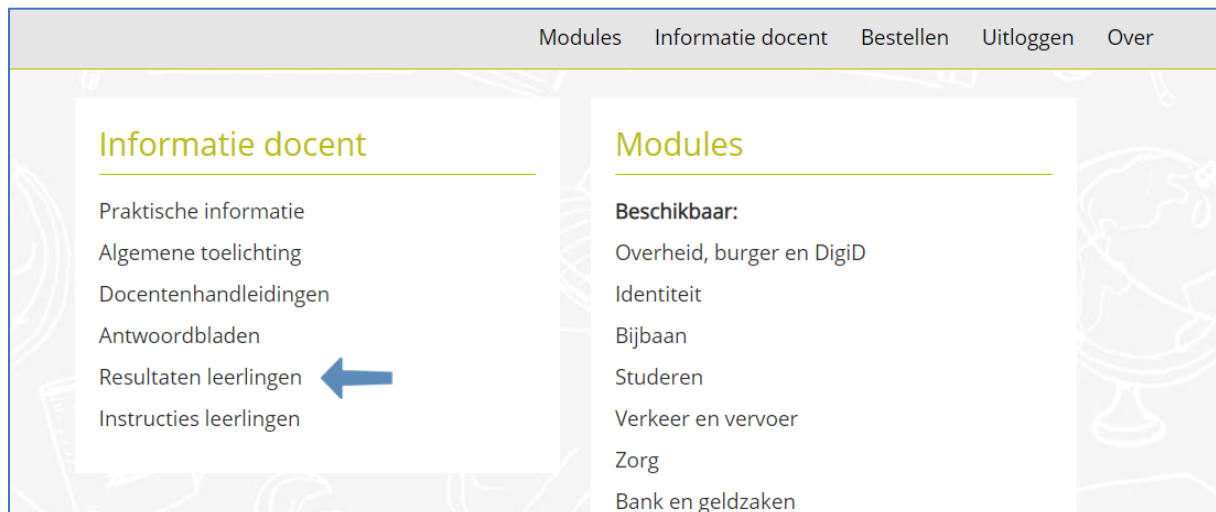 Modules Informatie docent Bestellen Uitloggen Over
Informatie docent
Praktische informatie
Algemene toelichting
Docentenhandleidingen
Antwoordbladen
Resultaten leerlingen
Instructies leerlingen
Modules
Beschikbaar:
Overheid, burger en DigiD
Identiteit
Bijbaan
Studeren
Verkeer en vervoer
Zorg
Bank en geldzaken